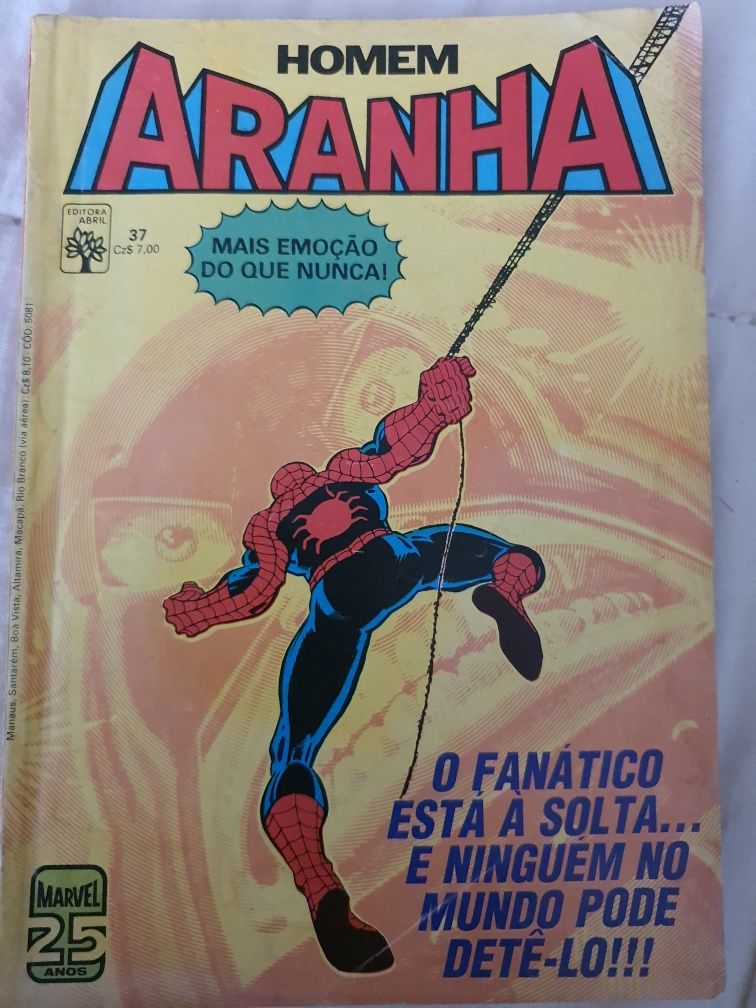 HOMEM
ARANHA
EDITORA
ABRIL
37
Cz$ 7,00
MAIS EMOÇÃO
DO QUE NUNCA!
Manaus, Santarém, Boa Vista, Altamira, Macapá, Rio Branco (via aérea): Cz$ 8,10 - CÓD. 5081
O FANÁTICO
ESTÁ À SOLTA...
E NINGUÉM NO
MUNDO PODE
DETÊ-LO!!!
MARVEL
25
ANOS